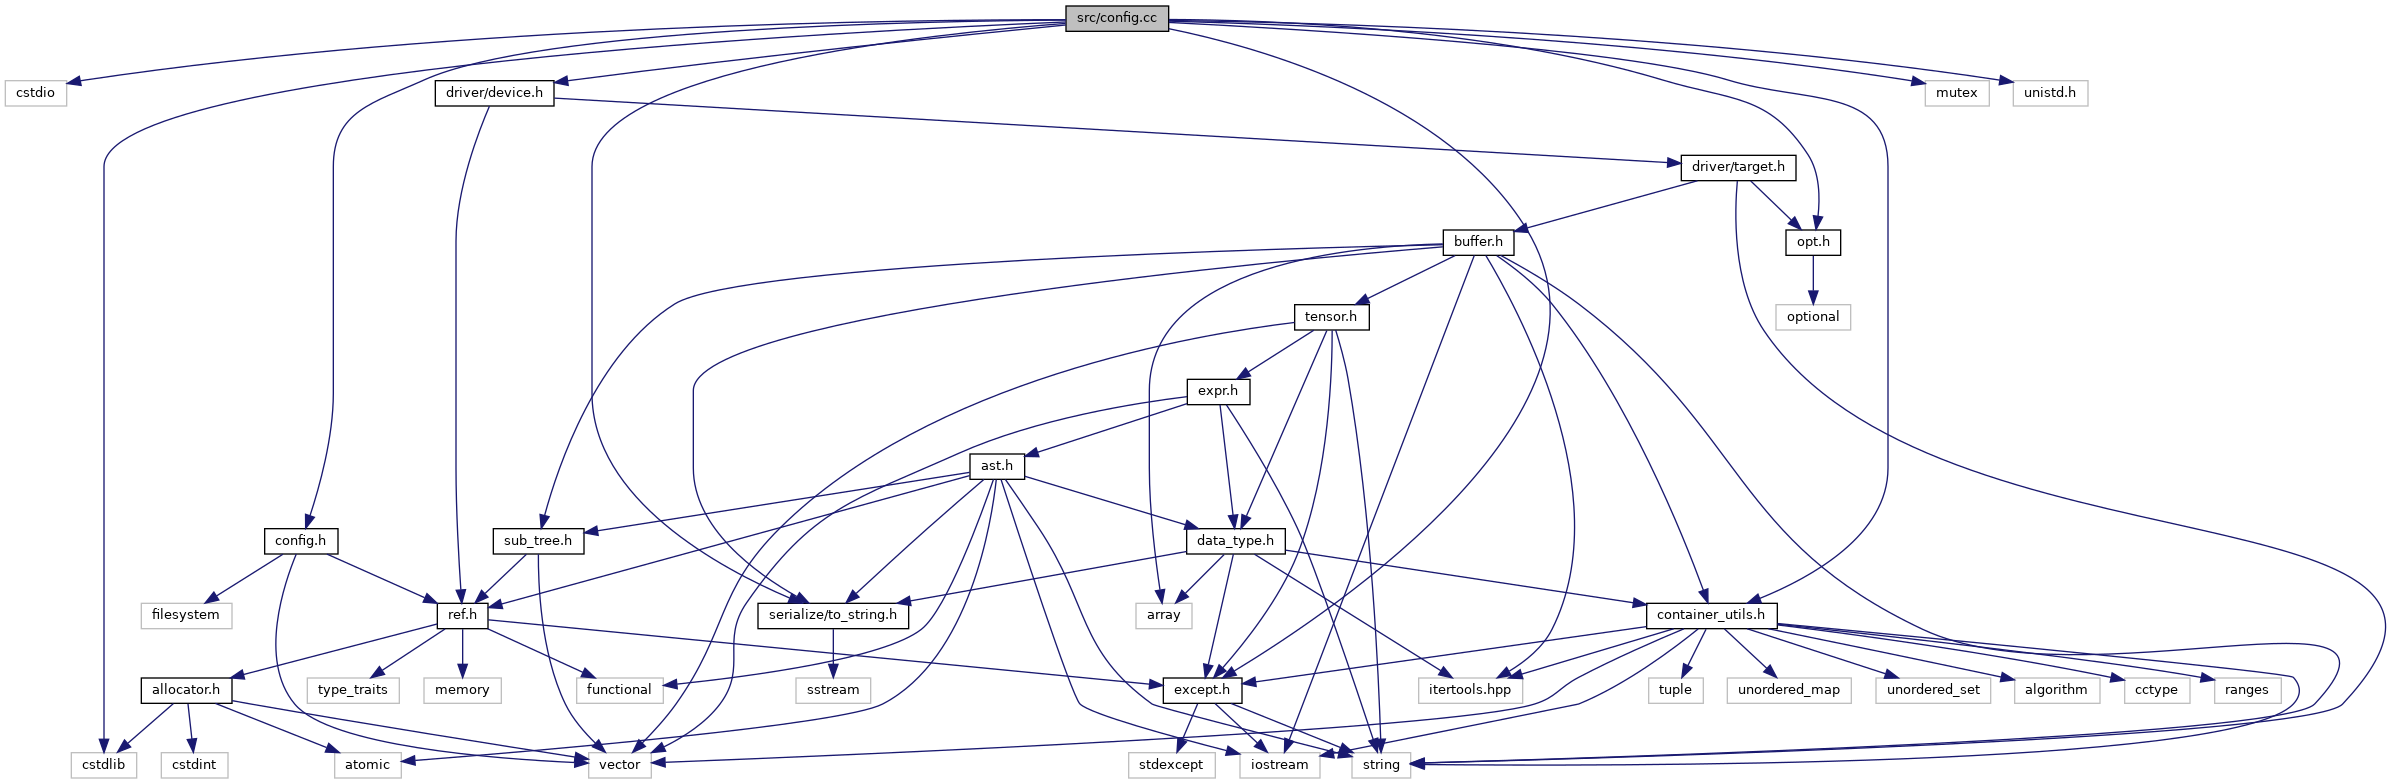 src/config.cc
cstdio
driver/device.h
mutex
unistd.h
driver/target.h
buffer.h
opt.h
tensor.h
optional
expr.h
ast.h
config.h
sub_tree.h
data_type.h
filesystem
ref.h
serialize/to_string.h
array
container_utils.h
allocator.h
type_traits
memory
functional
sstream
except.h
itertools.hpp
tuple
unordered_map
unordered_set
algorithm
cctype
ranges
cstdlib
cstdint
atomic
vector
stdexcept
iostream
string